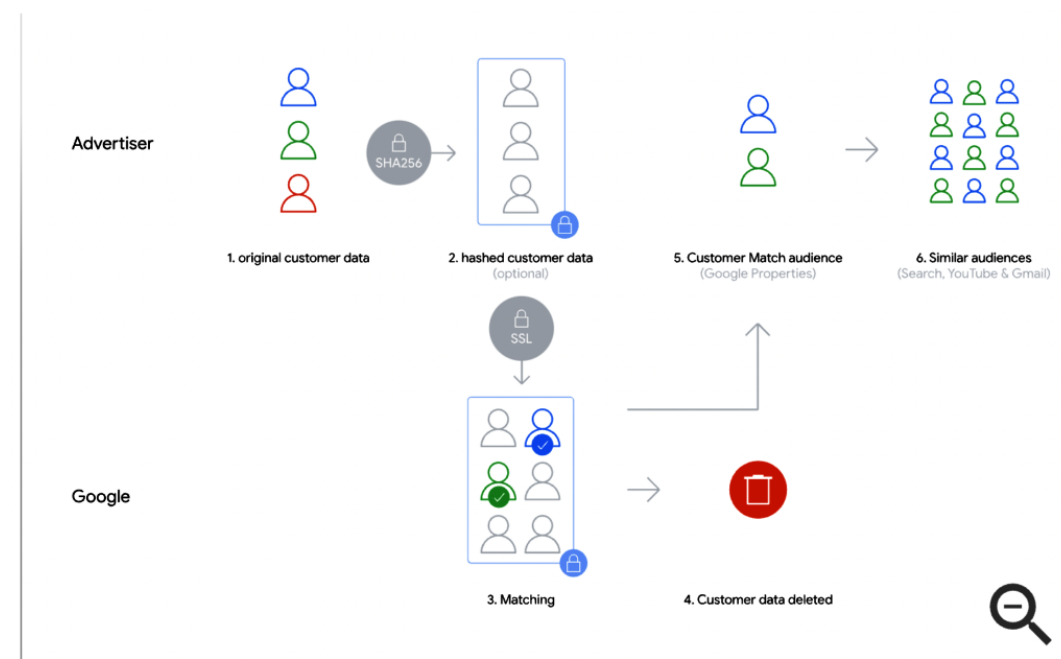 Advertiser
SHA256
1. original customer data
2. hashed customer data
(optional)
5. Customer Match audience
(Google Properties)
6. Similar audiences
(Search, YouTube & Gmail)
SSL
Google
3. Matching
4. Customer data deleted